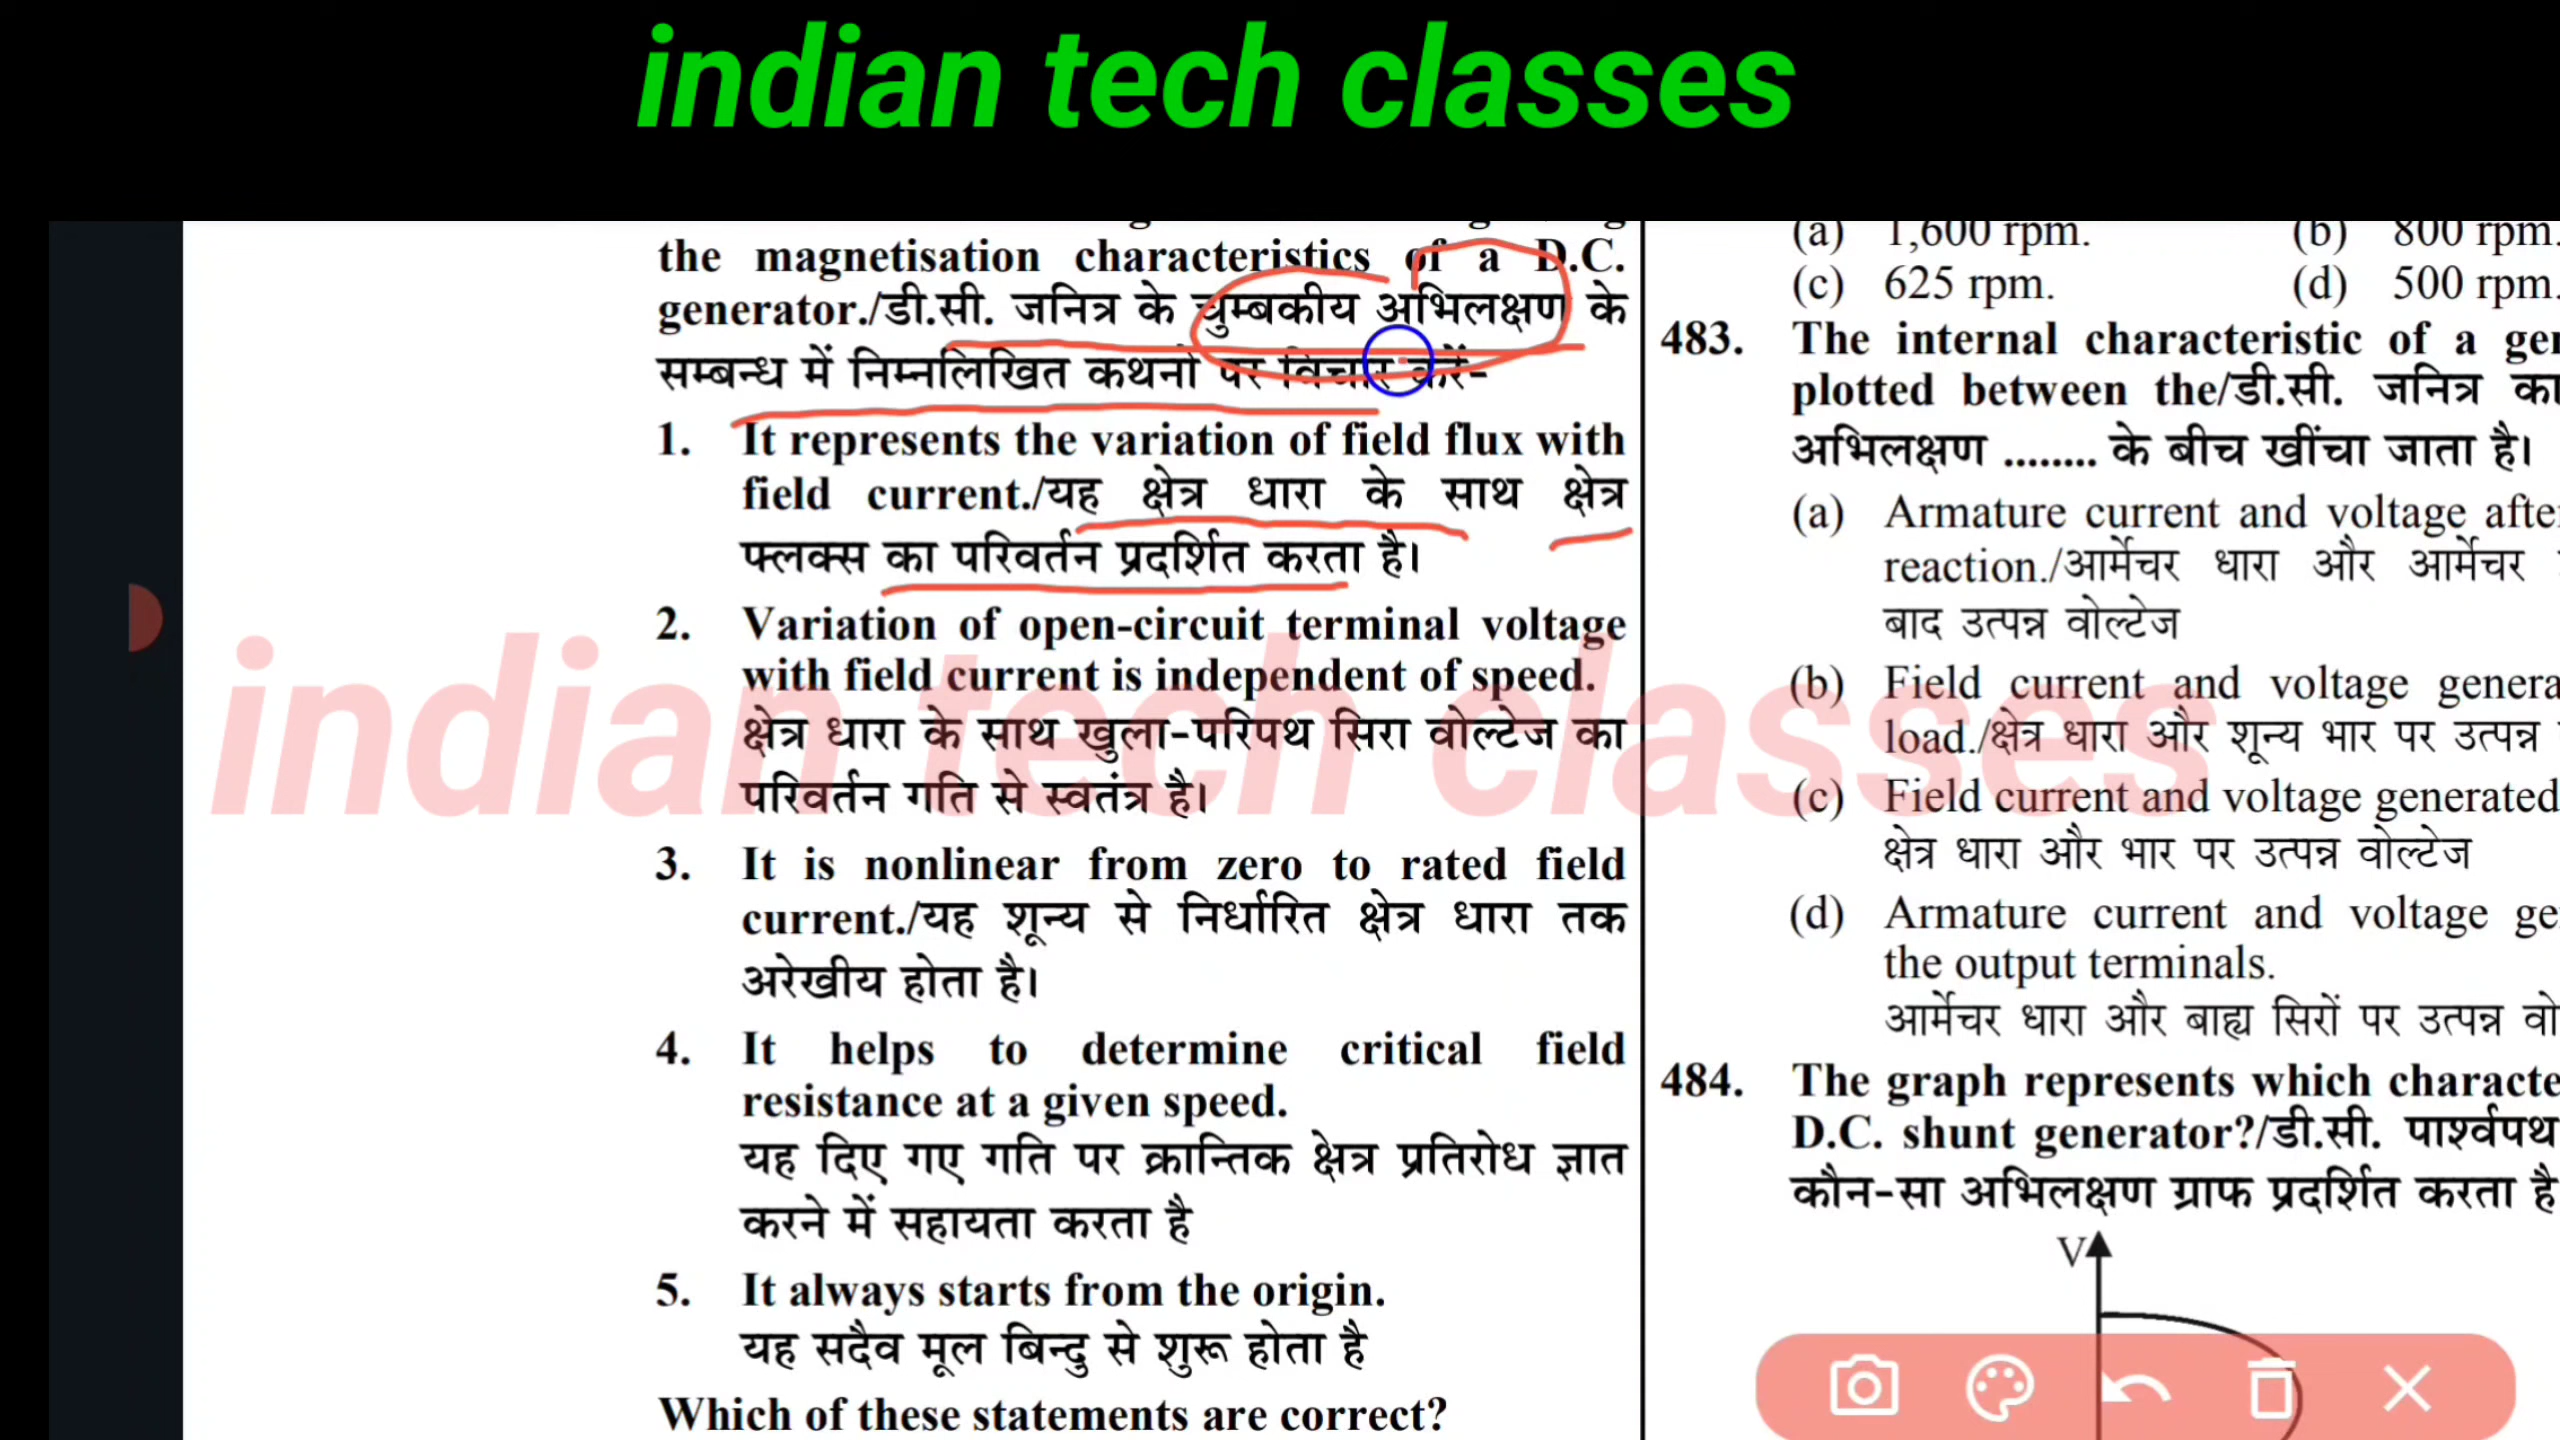 indian tech classes
the magnetisation characteristics of a D.C.
generator./डी.सी. जनित्र के चुम्बकीय अभिलक्षण के
सम्बन्ध में निम्नलिखित कथनों पर विचार करें-
1. It represents the variation of field flux with
field current./यह क्षेत्र धारा के साथ क्षेत्र
फ्लक्स का परिवर्तन प्रदर्शित करता है।
2. Variation of open-circuit terminal voltage
with field current is independent of speed.
क्षेत्र धारा के साथ खुला-परिपथ सिरा वोल्टेज का
परिवर्तन गति से स्वतंत्र है।
3. It is nonlinear from zero to rated field
current./यह शून्य से निर्धारित क्षेत्र धारा तक
अरेखीय होता है।
4. It helps to determine critical field
resistance at a given speed.
यह दिए गए गति पर क्रान्तिक क्षेत्र प्रतिरोध ज्ञात
करने में सहायता करता है
5. It always starts from the origin.
यह सदैव मूल बिन्दु से शुरू होता है
Which of these statements are correct?
(a) 1,600 rpm. (b) 800 rpm.
(c) 625 rpm. (d) 500 rpm.
483. The internal characteristic of a
plotted between the/डी.सी. जनित्र का
अभिलक्षण ........ के बीच खींचा जाता है।
(a) Armature current and voltage
reaction./आर्मेचर धारा और आर्मेचर
बाद उत्पन्न वोल्टेज
(b) Field current and voltage
load./क्षेत्र धारा और शून्य भार पर उत्पन्न
(c) Field current and voltage generated
क्षेत्र धारा और भार पर उत्पन्न वोल्टेज
(d) Armature current and voltage
the output terminals.
आर्मेचर धारा और बाह्य सिरों पर उत्पन्न
484. The graph represents which
D.C. shunt generator?/डी.सी. पार्श्वपथ
कौन-सा अभिलक्षण ग्राफ प्रदर्शित करता है
V
indian tech classes